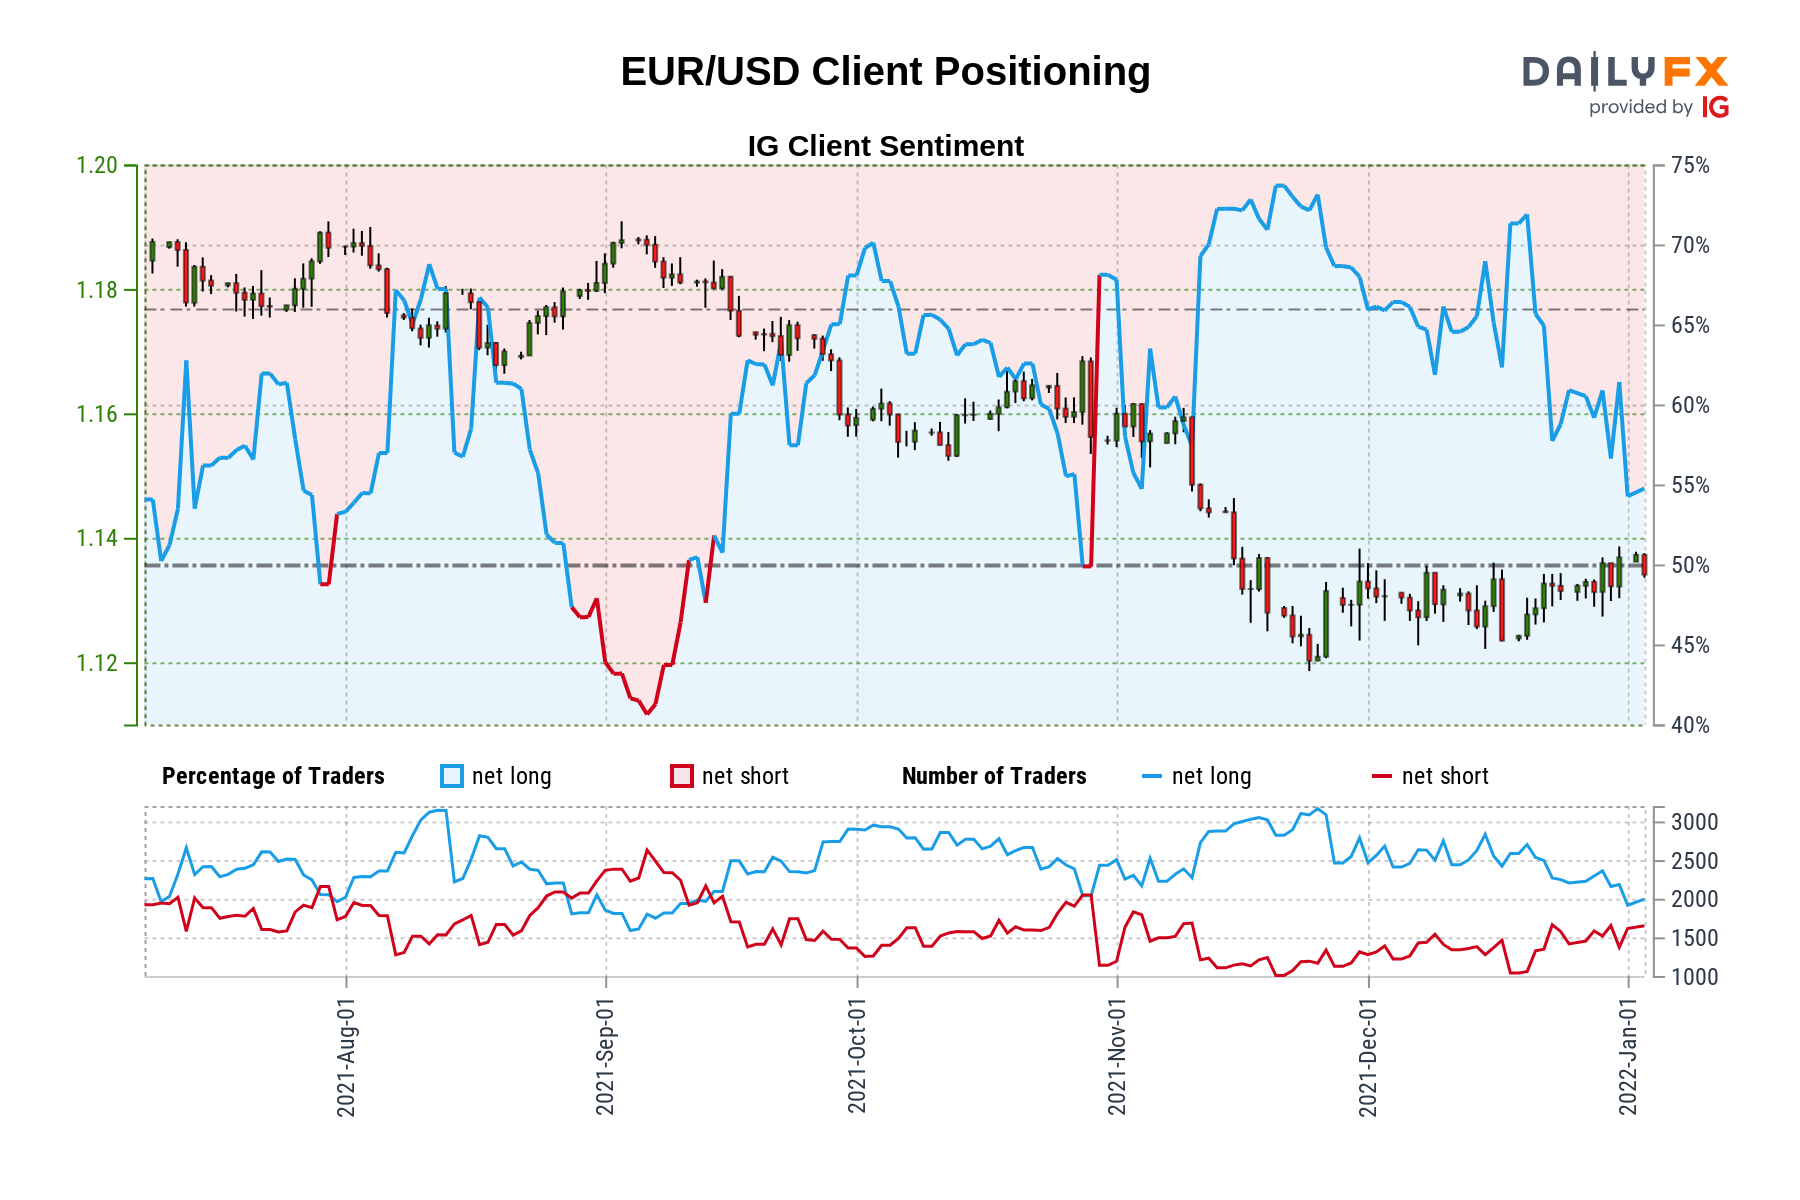 EUR/USD Client Positioning
DAILYFX
provided by IG
IG Client Sentiment
1.20
1.18
1.16
1.14
1.12
75%
70%
65%
60%
55%
50%
45%
40%
Percentage of Traders net long net short Number of Traders net long net short
3000
2500
2000
1500
1000
2021-Aug-01
2021-Sep-01
2021-Oct-01
2021-Nov-01
2021-Dec-01
2022-Jan-01